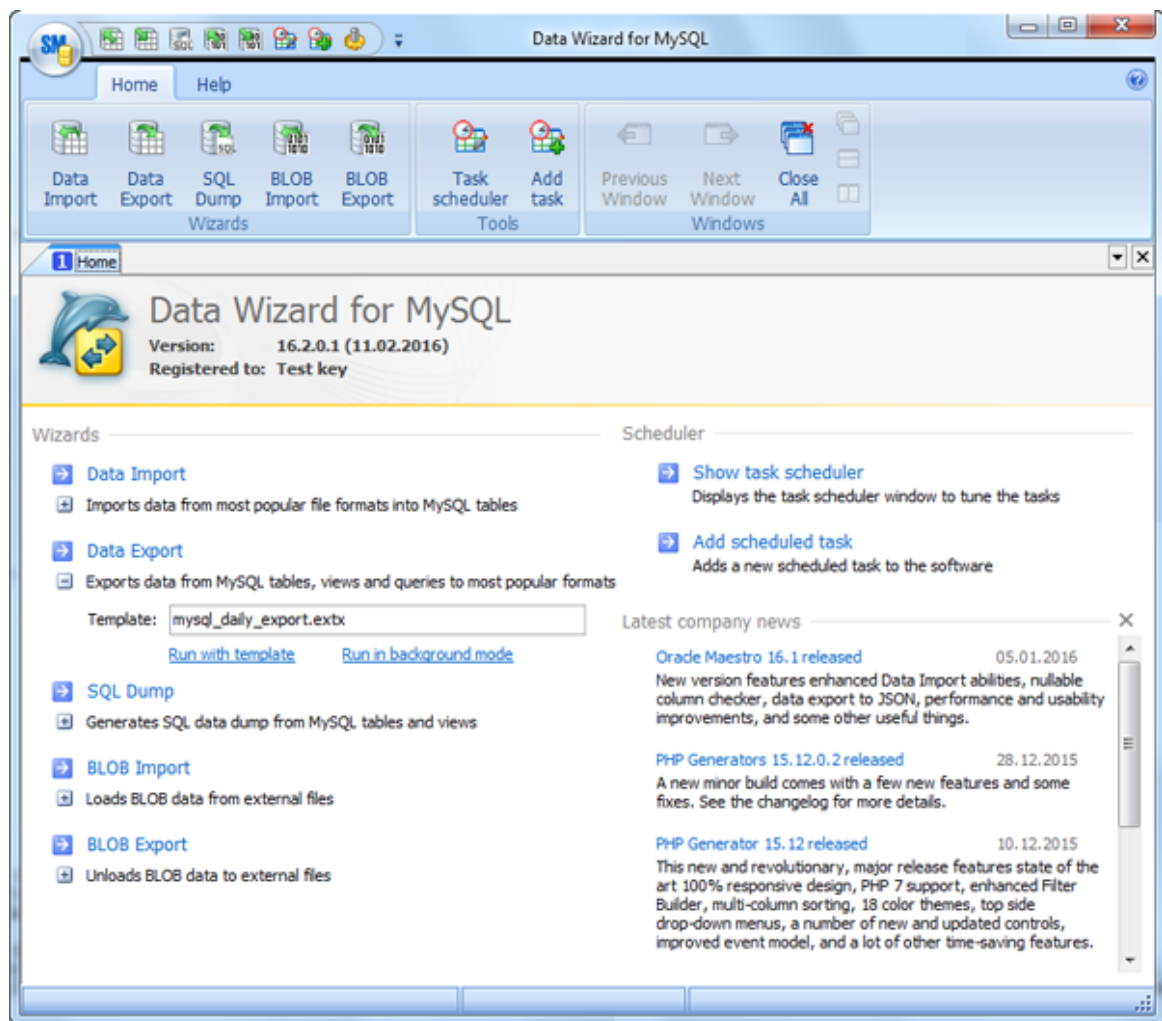 SM
Data Wizard for MySQL
Home Help
Data Import
Data Export
SQL Dump
BLOB Import
BLOB Export
Task scheduler
Add task
Previous Window
Next Window
Close All
Wizards
Tools
Windows
1 Home
Data Wizard for MySQL
Version: 16.2.0.1 (11.02.2016)
Registered to: Test key
Wizards
Data Import
Imports data from most popular file formats into MySQL tables
Data Export
Exports data from MySQL tables, views and queries to most popular formats
Template: mysql_daily_export.extx
Run with template Run in background mode
SQL Dump
Generates SQL data dump from MySQL tables and views
BLOB Import
Loads BLOB data from external files
BLOB Export
Unloads BLOB data to external files
Scheduler
Show task scheduler
Displays the task scheduler window to tune the tasks
Add scheduled task
Adds a new scheduled task to the software
Latest company news
Oracle Maestro 16.1 released 05.01.2016
New version features enhanced Data Import abilities, nullable
column checker, data export to JSON, performance and usability
improvements, and some other useful things.
PHP Generators 15.12.0.2 released 28.12.2015
A new minor build comes with a few new features and some
fixes. See the changelog for more details.
PHP Generator 15.12 released 10.12.2015
This new and revolutionary, major release features state of the
art 100% responsive design, PHP 7 support, enhanced Filter
Builder, multi-column sorting, 18 color themes, top side
drop-down menus, a number of new and updated controls,
improved event model, and a lot of other time-saving features.